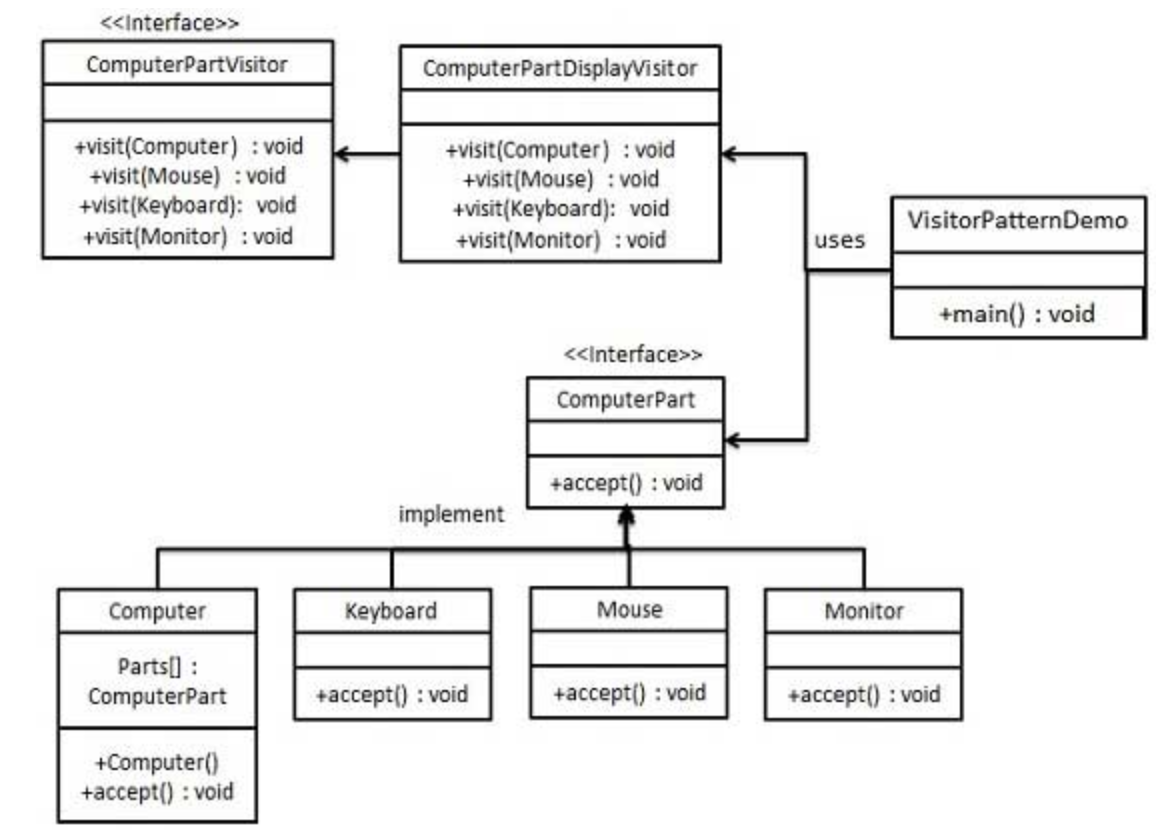 <<Interface>>
ComputerPartVisitor
+visit(Computer) : void
+visit(Mouse) : void
+visit(Keyboard): void
+visit(Monitor) : void
ComputerPartDisplayVisitor
+visit(Computer) : void
+visit(Mouse) : void
+visit(Keyboard): void
+visit(Monitor) : void
uses
VisitorPatternDemo
+main() : void
<<Interface>>
ComputerPart
+accept() : void
implement
Computer
Parts[] :
ComputerPart
+Computer()
+accept() : void
Keyboard
+accept() : void
Mouse
+accept() : void
Monitor
+accept() : void